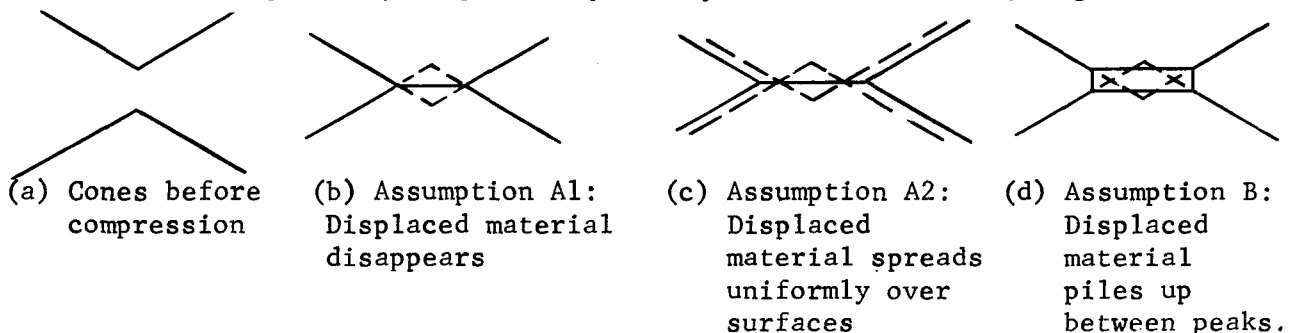 (a) Cones before
compression
(b) Assumption A1:
Displaced material
disappears
(c) Assumption A2:
Displaced
material spreads
uniformly over
surfaces
(d) Assumption B:
Displaced
material
piles up
between peaks.